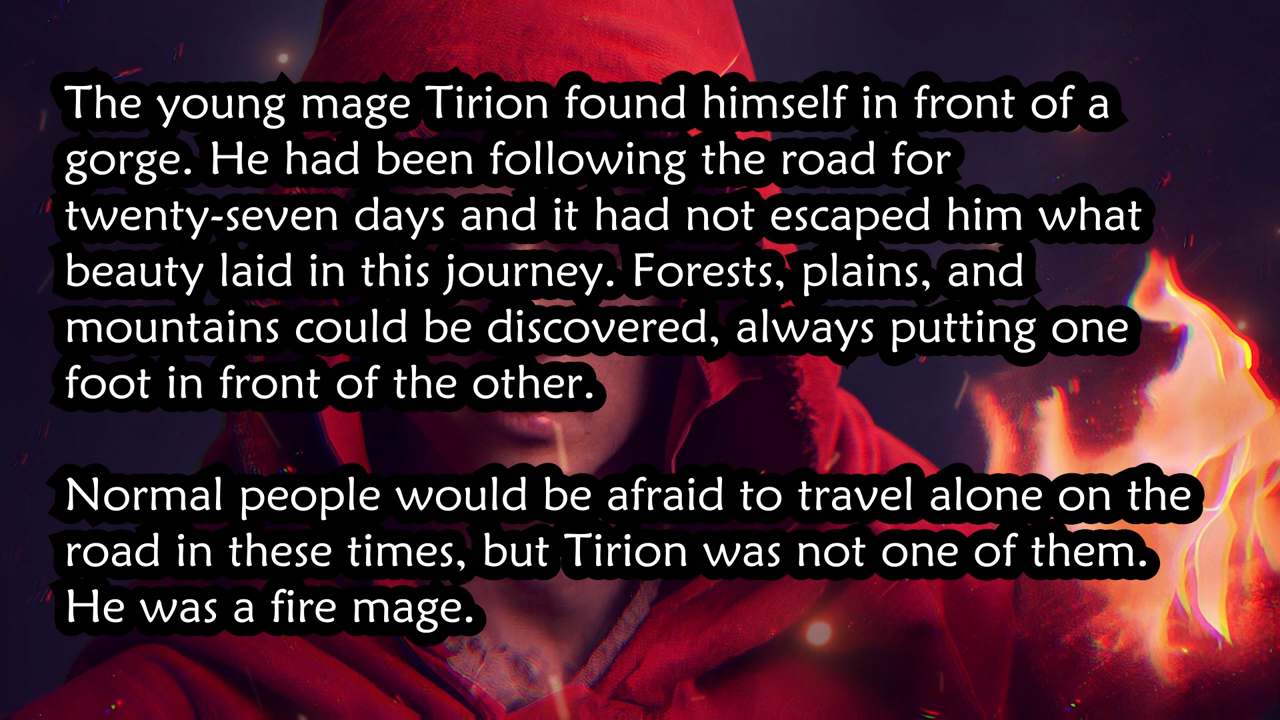 The young mage Tirion found himself in front of a
gorge. He had been following the road for
twenty-seven days and it had not escaped him what
beauty laid in this journey. Forests, plains, and
mountains could be discovered, always putting one
foot in front of the other.
Normal people would be afraid to travel alone on the
road in these times, but Tirion was not one of them.
He was a fire mage.